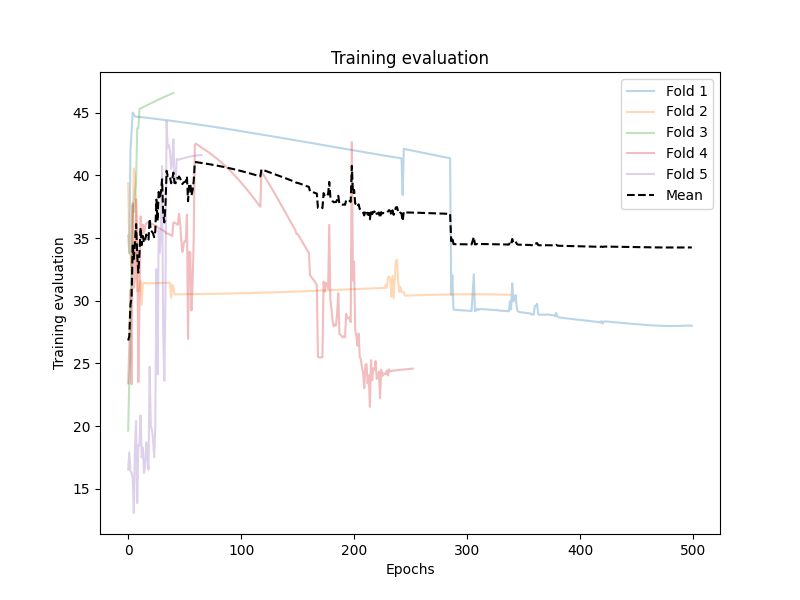 Training evaluation
Training evaluation
45
40
35
30
25
20
15
Fold 1
Fold 2
Fold 3
Fold 4
Fold 5
Mean
0
100
200
300
400
500
Epochs